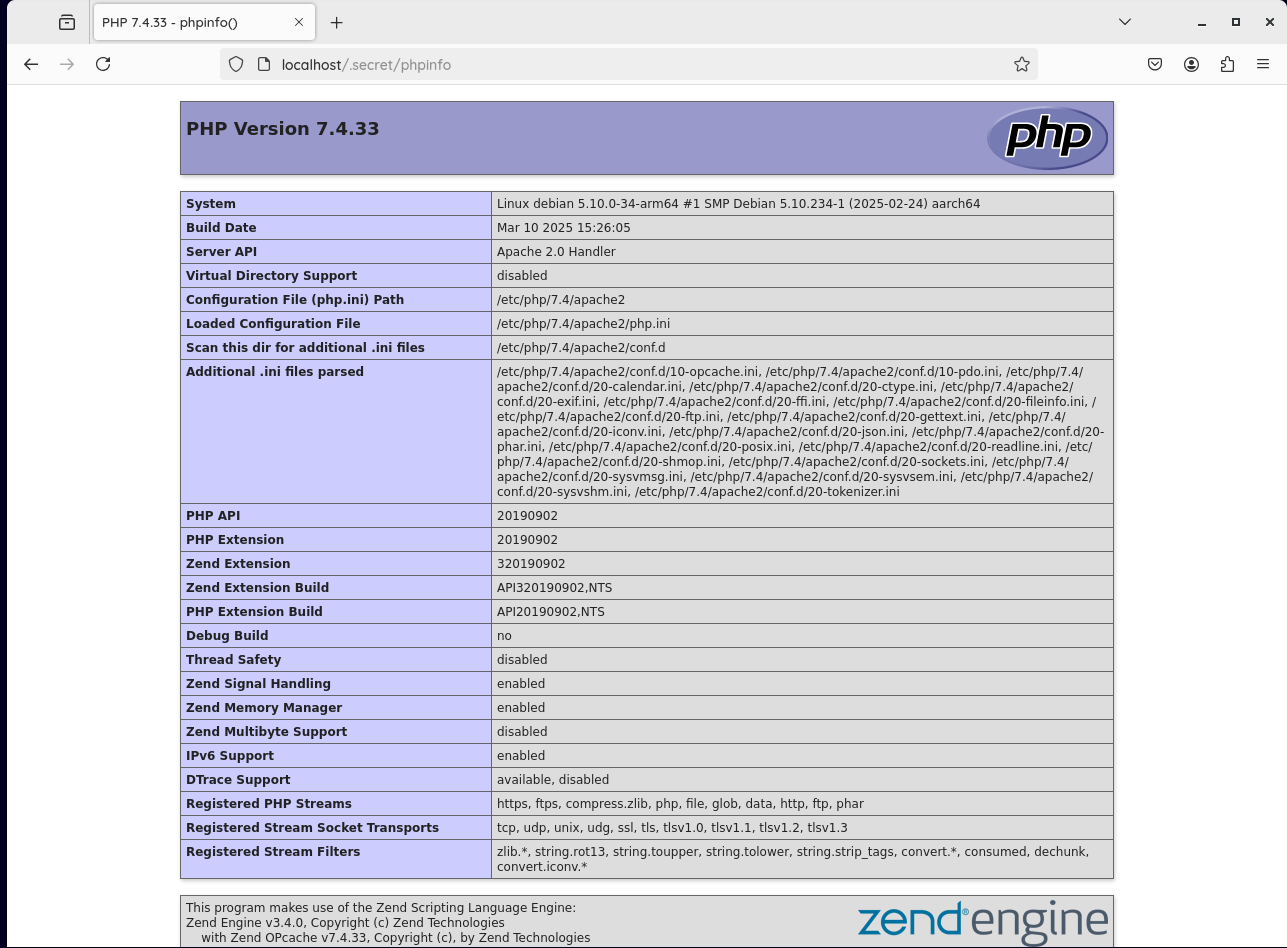 PHP 7.4.33 - phpinfo()
localhost/.secret/phpinfo
PHP Version 7.4.33
php
System Linux debian 5.10.0-34-arm64 #1 SMP Debian 5.10.234-1 (2025-02-24) aarch64
Build Date Mar 10 2025 15:26:05
Server API Apache 2.0 Handler
Virtual Directory Support disabled
Configuration File (php.ini) Path /etc/php/7.4/apache2
Loaded Configuration File /etc/php/7.4/apache2/php.ini
Scan this dir for additional .ini files /etc/php/7.4/apache2/conf.d
Additional .ini files parsed /etc/php/7.4/apache2/conf.d/10-opcache.ini, /etc/php/7.4/apache2/conf.d/10-pdo.ini, /etc/php/7.4/
apache2/conf.d/20-calendar.ini, /etc/php/7.4/apache2/conf.d/20-ctype.ini, /etc/php/7.4/apache2/
conf.d/20-exif.ini, /etc/php/7.4/apache2/conf.d/20-ffi.ini, /etc/php/7.4/apache2/conf.d/20-fileinfo.ini, /
etc/php/7.4/apache2/conf.d/20-ftp.ini, /etc/php/7.4/apache2/conf.d/20-gettext.ini, /etc/php/7.4/
apache2/conf.d/20-iconv.ini, /etc/php/7.4/apache2/conf.d/20-json.ini, /etc/php/7.4/apache2/conf.d/20-
phar.ini, /etc/php/7.4/apache2/conf.d/20-posix.ini, /etc/php/7.4/apache2/conf.d/20-readline.ini, /etc/
php/7.4/apache2/conf.d/20-shmop.ini, /etc/php/7.4/apache2/conf.d/20-sockets.ini, /etc/php/7.4/
apache2/conf.d/20-sysvmsg.ini, /etc/php/7.4/apache2/conf.d/20-sysvsem.ini, /etc/php/7.4/apache2/
conf.d/20-sysvshm.ini, /etc/php/7.4/apache2/conf.d/20-tokenizer.ini
PHP API 20190902
PHP Extension 20190902
Zend Extension 320190902
Zend Extension Build API320190902,NTS
PHP Extension Build API20190902,NTS
Debug Build no
Thread Safety disabled
Zend Signal Handling enabled
Zend Memory Manager enabled
Zend Multibyte Support disabled
IPv6 Support enabled
DTrace Support available, disabled
Registered PHP Streams https, ftps, compress.zlib, php, file, glob, data, http, ftp, phar
Registered Stream Socket Transports tcp, udp, unix, udg, ssl, tls, tlsv1.0, tlsv1.1, tlsv1.2, tlsv1.3
Registered Stream Filters zlib.*, string.rot13, string.toupper, string.tolower, string.strip_tags, convert.*, consumed, dechunk,
convert.iconv.*
This program makes use of the Zend Scripting Language Engine:
Zend Engine v3.4.0, Copyright (c) Zend Technologies
with Zend OPcache v7.4.33, Copyright (c), by Zend Technologies
zend®engine